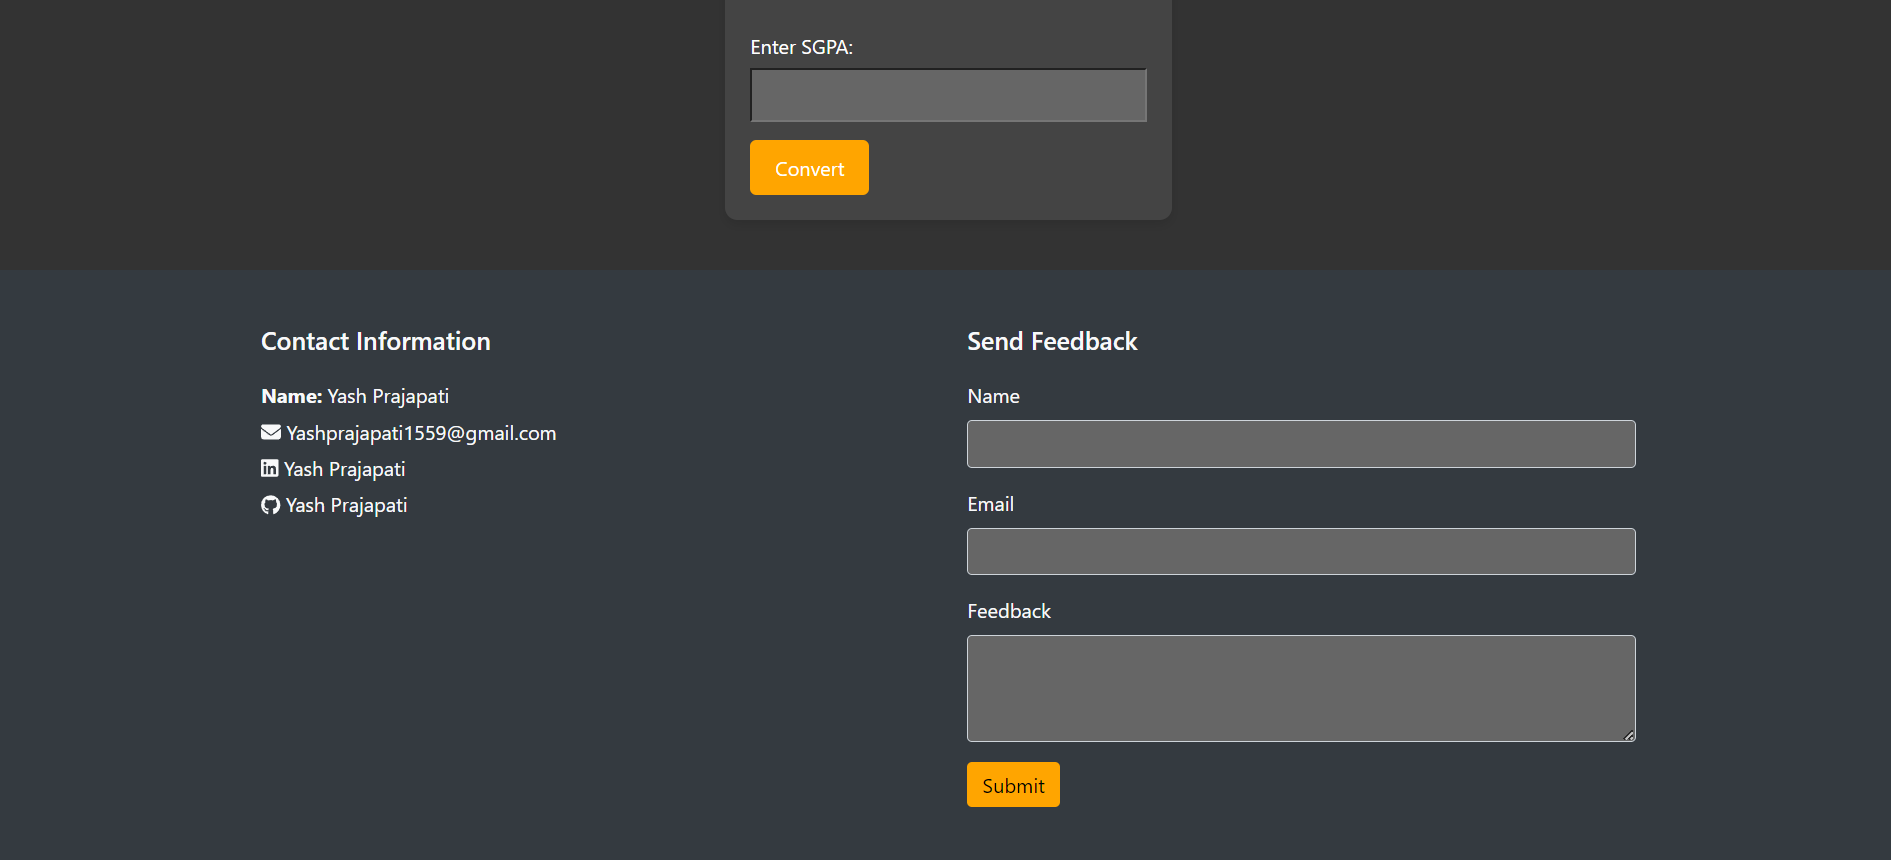 Enter SGPA:
Convert
Contact Information
Name: Yash Prajapati
Yashprajapati1559@gmail.com
Yash Prajapati
Yash Prajapati
Send Feedback
Name
Email
Feedback
Submit